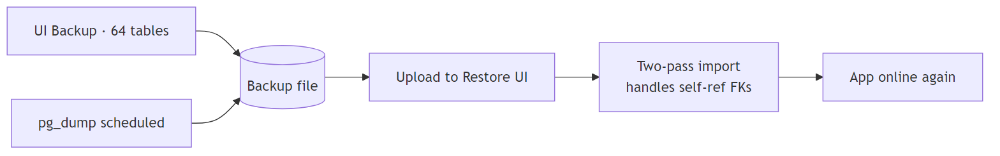 UI Backup · 64 tables
pg_dump scheduled
Backup file
Upload to Restore UI
Two-pass import
handles self-ref FKs
App online again